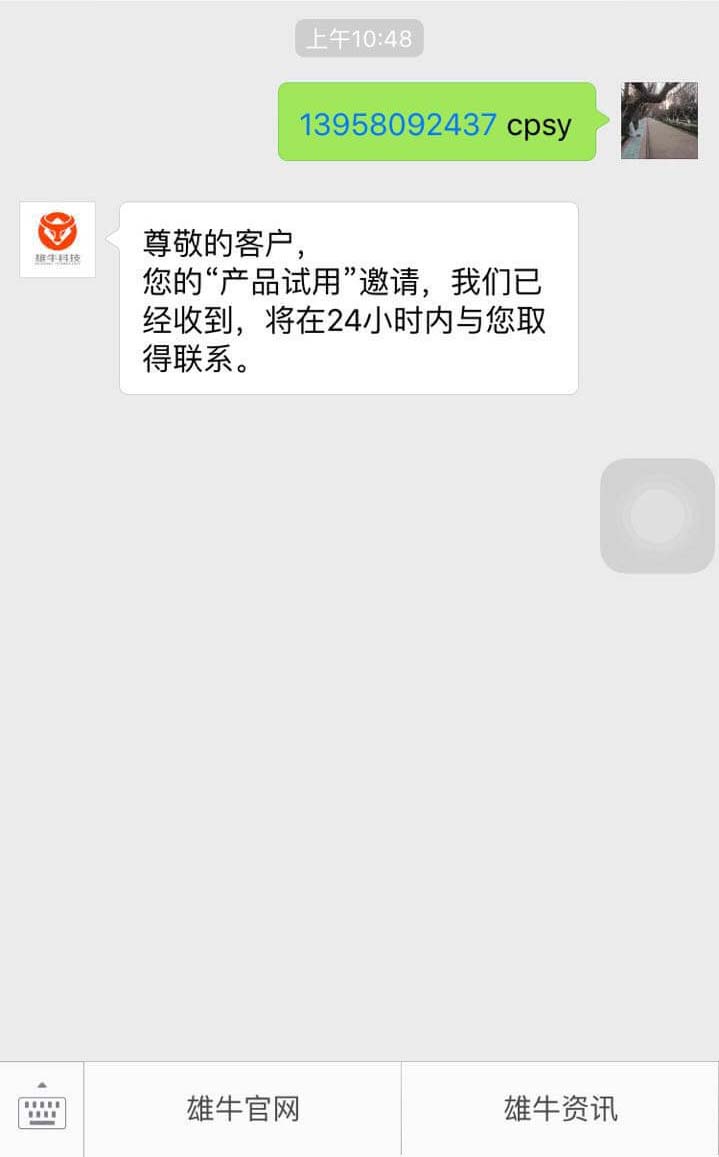 上午10:48
13958092437 cpsy
雄牛科技
尊敬的客户，
您的“产品试用”邀请，我们已
经收到，将在24小时内与您取
得联系。
雄牛官网
雄牛资讯